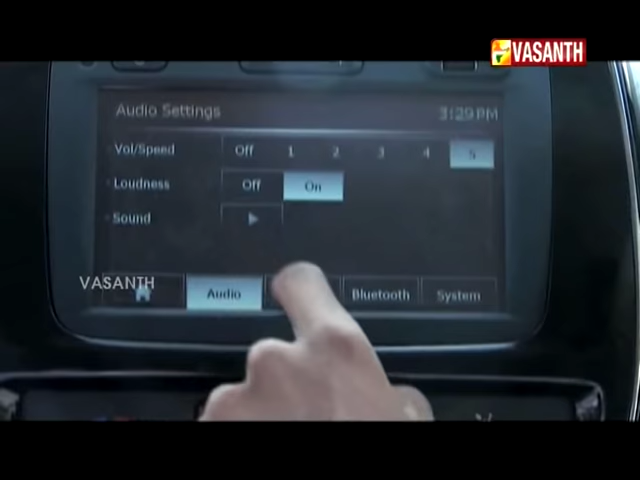 VASANTH
Audio Settings 3:29 PM
Vol/Speed Off 1 2 3 4 5
Loudness Off On
Sound
VASANTH
Audio Bluetooth System